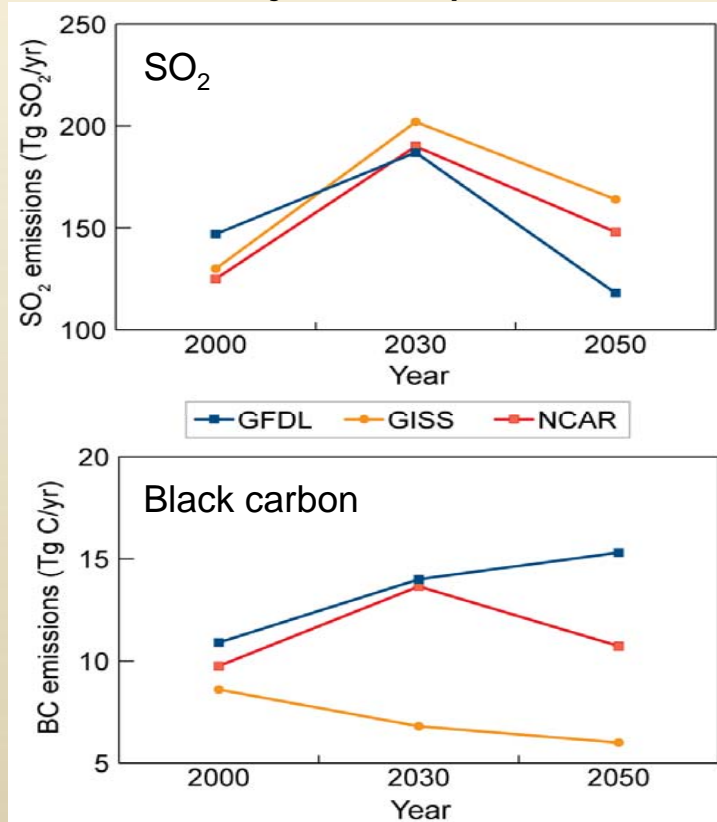 250
200
150
100
SO₂ emissions (Tg SO₂/yr)
SO₂
2000 2030 2050
Year
GFDL GISS NCAR
20
15
10
5
BC emissions (Tg C/yr)
Black carbon
2000 2030 2050
Year